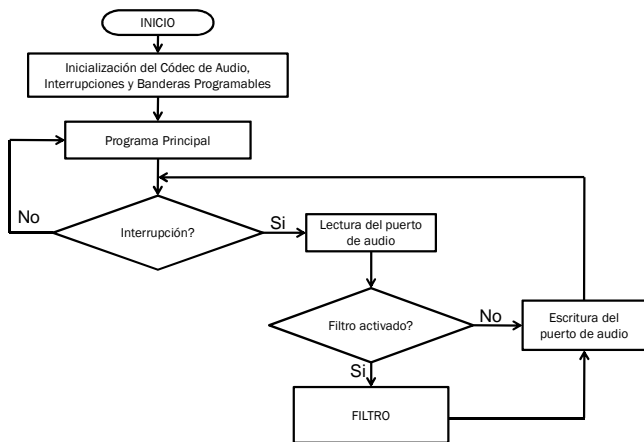 INICIO
Inicialización del Códec de Audio,
Interrupciones y Banderas Programables
Programa Principal
No
Interrupción?
Si
Lectura del puerto
de audio
Filtro activado?
No
Escritura del
puerto de audio
Si
FILTRO